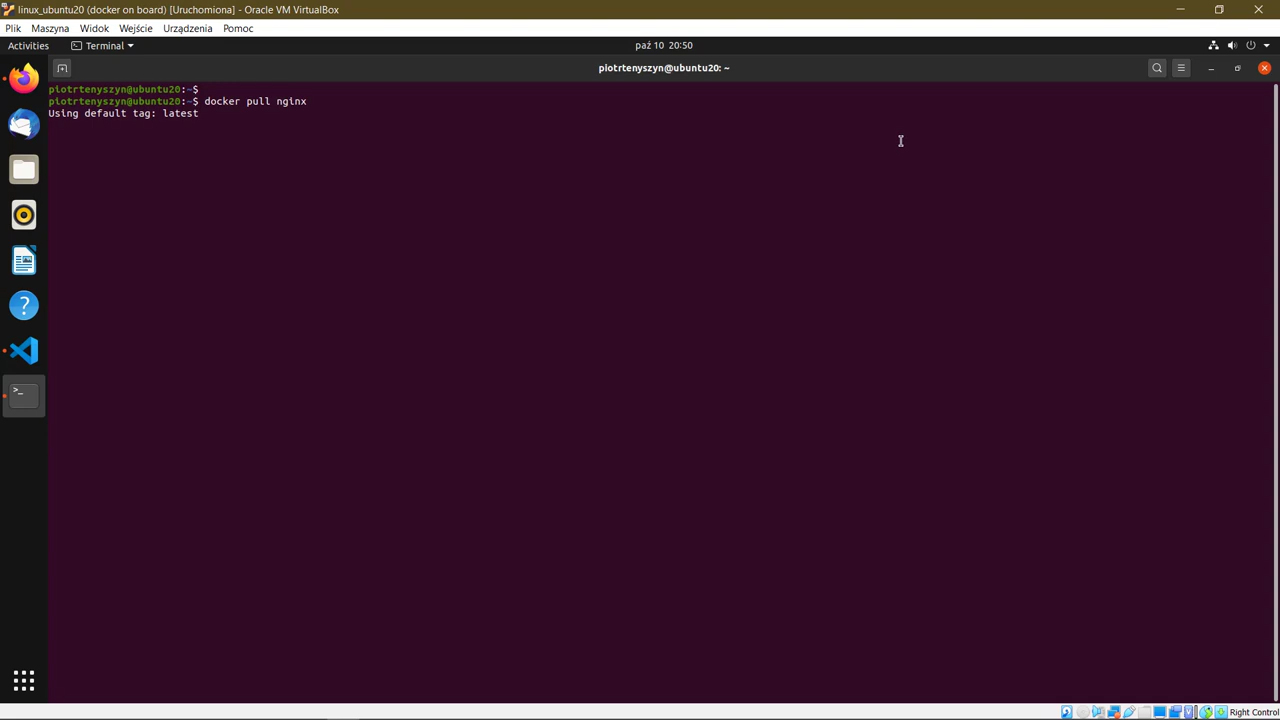 linux_ubuntu20 (docker on board) [Uruchomiona] - Oracle VM VirtualBox
Plik Maszyna Widok Wejście Urządzenia Pomoc
Activities Terminal paź 10 20:50
piotrtenyszyn@ubuntu20: ~
piotrtenyszyn@ubuntu20:~$
piotrtenyszyn@ubuntu20:~$ docker pull nginx
Using default tag: latest
Right Control